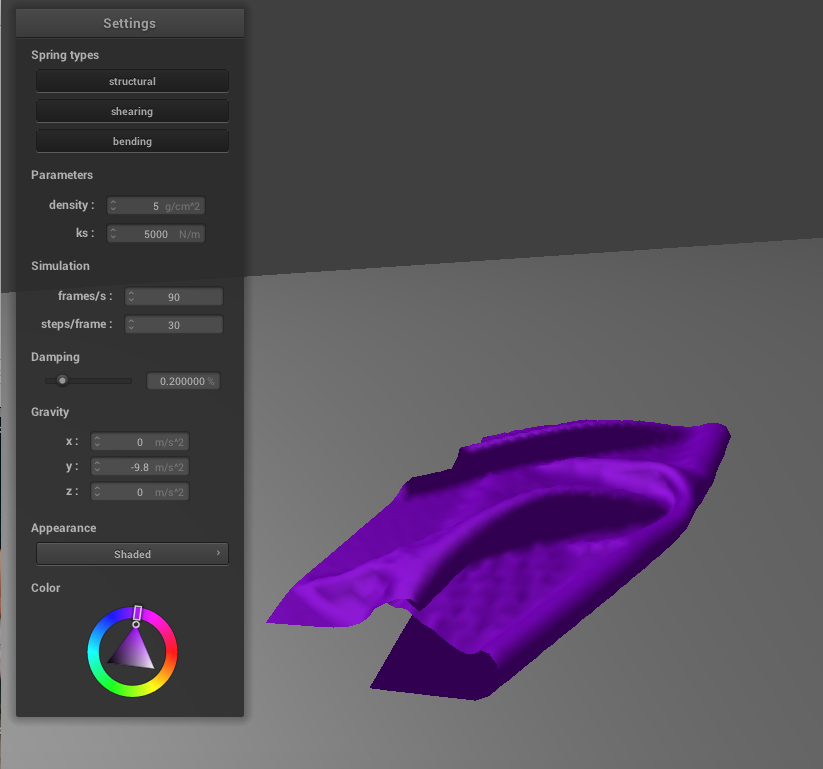 Settings
Spring types
structural
shearing
bending
Parameters
density : 5 g/cm^2
ks : 5000 N/m
Simulation
frames/s : 90
steps/frame : 30
Damping
0.200000 %
Gravity
x : 0 m/s^2
y : -9.8 m/s^2
z : 0 m/s^2
Appearance
Shaded
Color